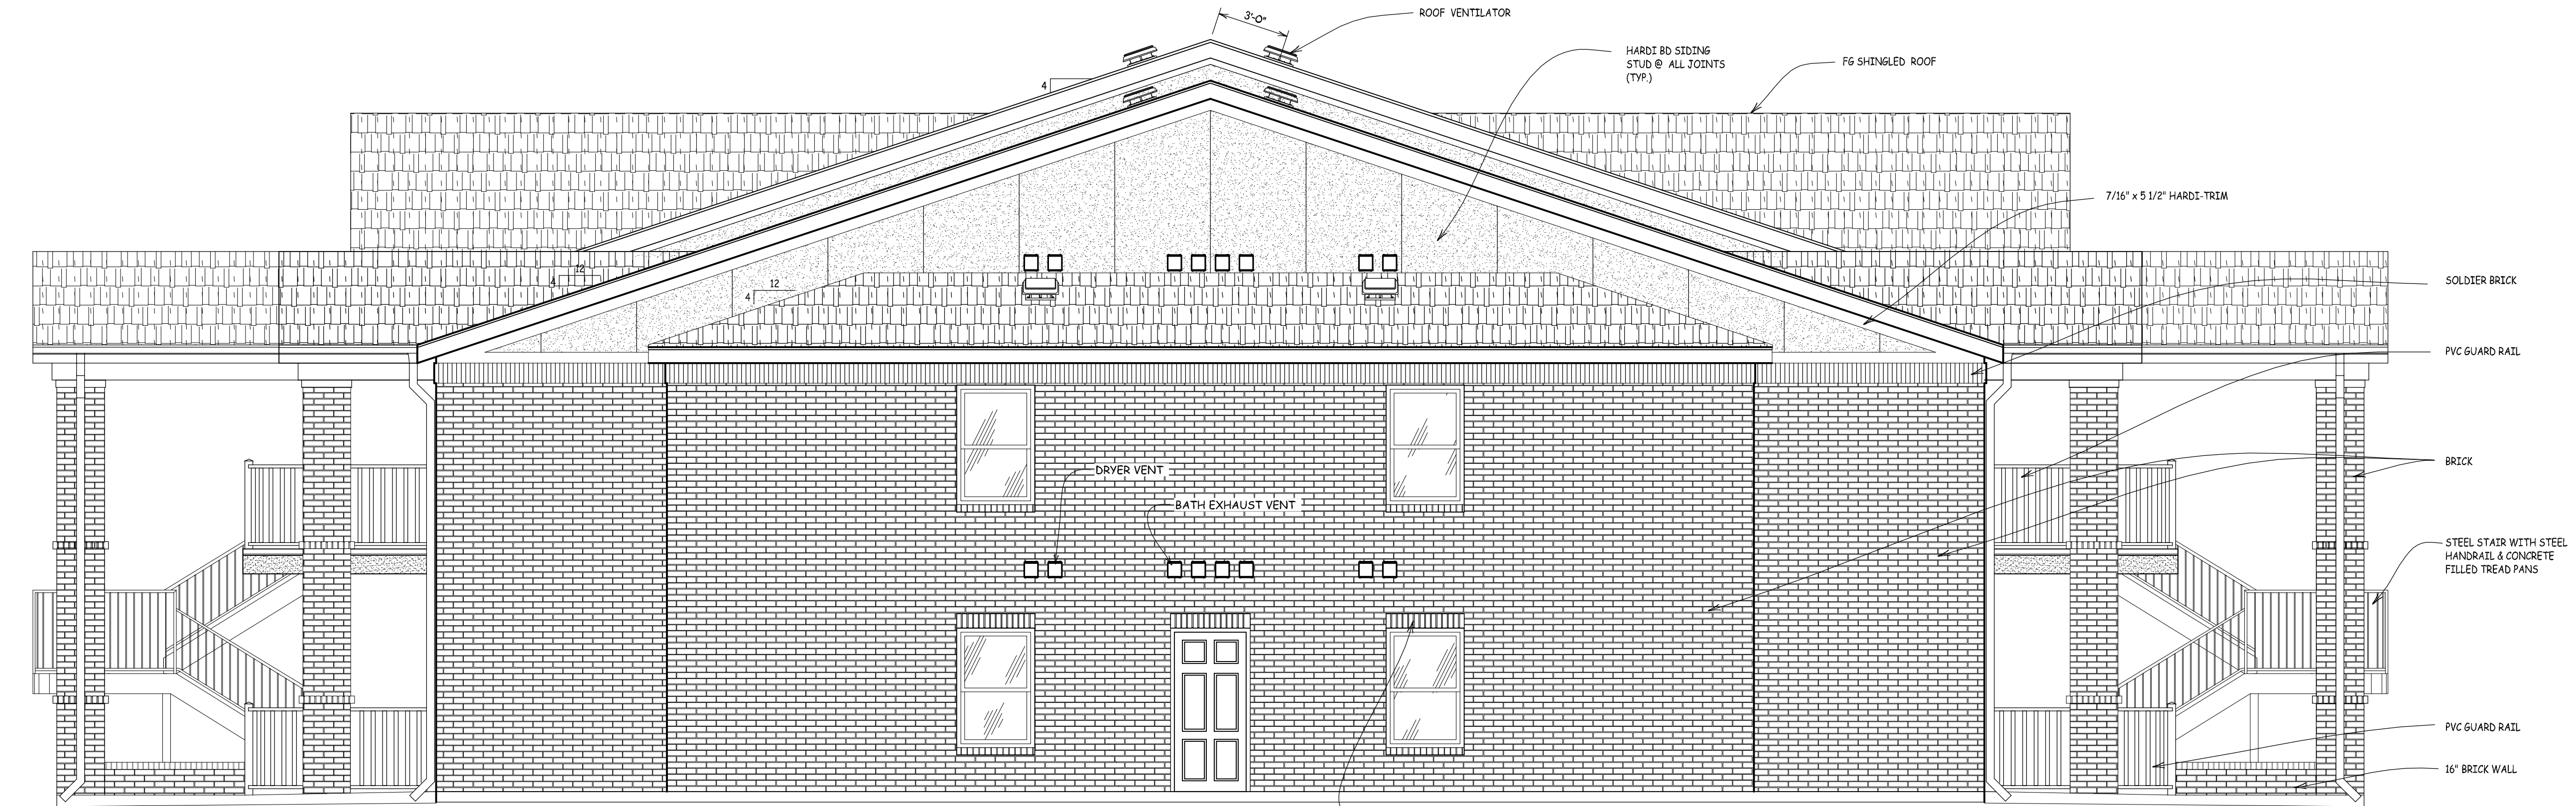 3'-0"
ROOF VENTILATOR
HARDI BD SIDING
STUD @ ALL JOINTS
(TYP.)
FG SHINGLED ROOF
4
7/16" x 5 1/2" HARDI-TRIM
12
4
12
4
SOLDIER BRICK
PVC GUARD RAIL
BRICK
DRYER VENT
BATH EXHAUST VENT
STEEL STAIR WITH STEEL
HANDRAIL & CONCRETE
FILLED TREAD PANS
PVC GUARD RAIL
16" BRICK WALL